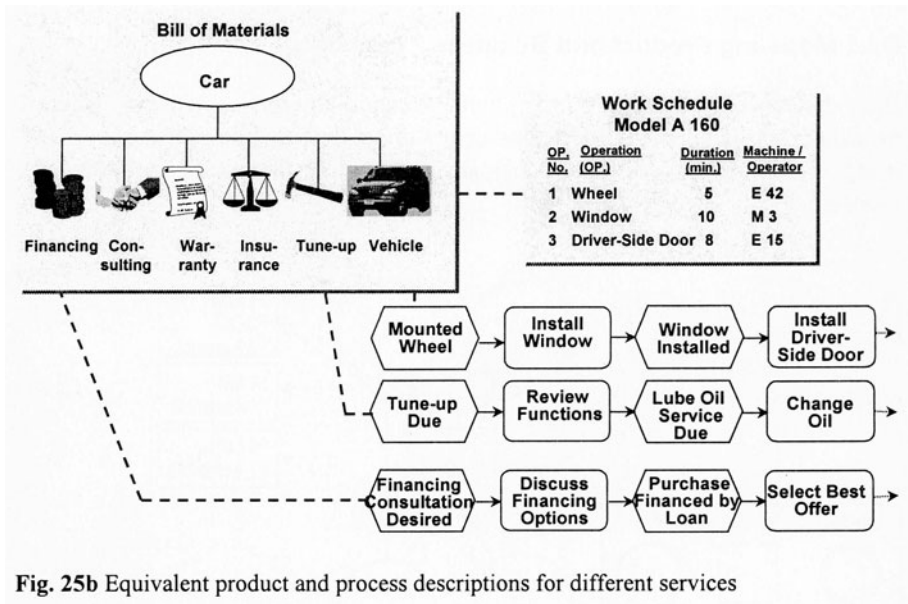 Bill of Materials
Car
Financing
Con-
sulting
War-
ranty
Insu-
rance
Tune-up
Vehicle
Work Schedule
Model A 160
OP. Operation Duration Machine /
No. (OP.) (min.) Operator
1 Wheel 5 E 42
2 Window 10 M 3
3 Driver-Side Door 8 E 15
Mounted
Wheel
Install
Window
Window
Installed
Install
Driver-
Side Door
Tune-up
Due
Review
Functions
Lube Oil
Service
Due
Change
Oil
Financing
Consultation
Desired
Discuss
Financing
Options
Purchase
Financed by
Loan
Select Best
Offer
Fig. 25b Equivalent product and process descriptions for different services